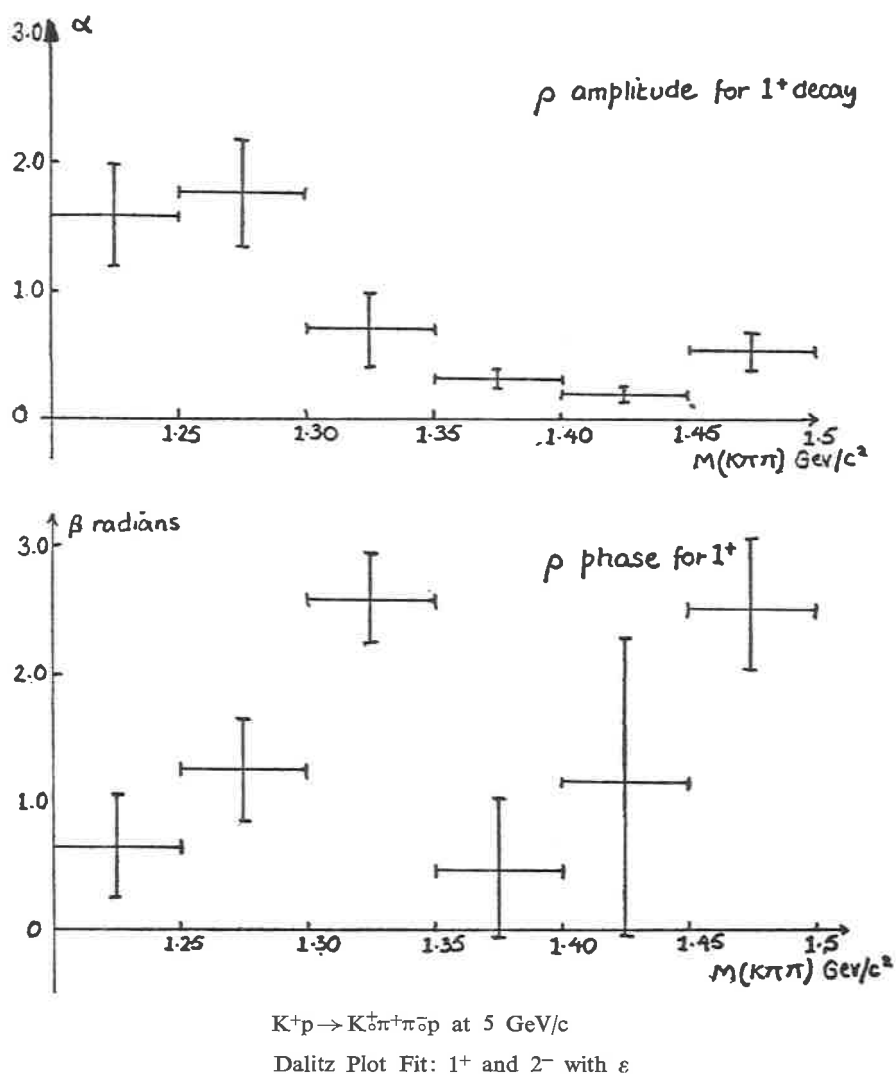 3.0 α
ρ amplitude for 1⁺ decay
2.0
1.0
0
1.25 1.30 1.35 1.40 1.45 1.5
M(Kππ) Gev/c²
β radians
3.0
ρ phase for 1⁺
2.0
1.0
0
1.25 1.30 1.35 1.40 1.45 1.5
M(Kππ) Gev/c²
K⁺p → K⁺₀π⁺π⁻₀p at 5 GeV/c
Dalitz Plot Fit: 1⁺ and 2⁻ with ε